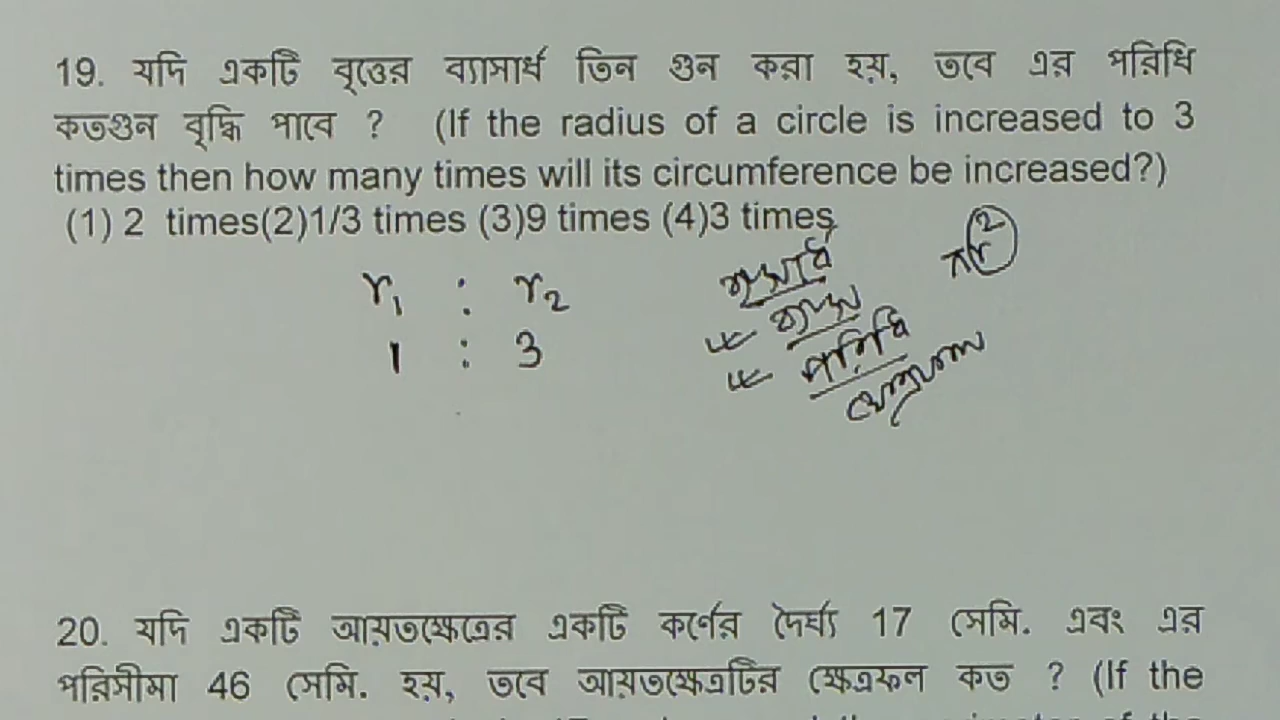 19. যদি একটি বৃত্তের ব্যাসার্ধ তিন গুন করা হয়, তবে এর পরিধি
কতগুন বৃদ্ধি পাবে ? (If the radius of a circle is increased to 3
times then how many times will its circumference be increased?)
(1) 2 times(2)1/3 times (3)9 times (4)3 times
r₁ : r₂
1 : 3
πr²
ব্যাস
পরিধি
20. যদি একটি আয়তক্ষেত্রের একটি কর্ণের দৈর্ঘ্য 17 সেমি. এবং এর
পরিসীমা 46 সেমি. হয়, তবে আয়তক্ষেত্রটির ক্ষেত্রফল কত ? (If the